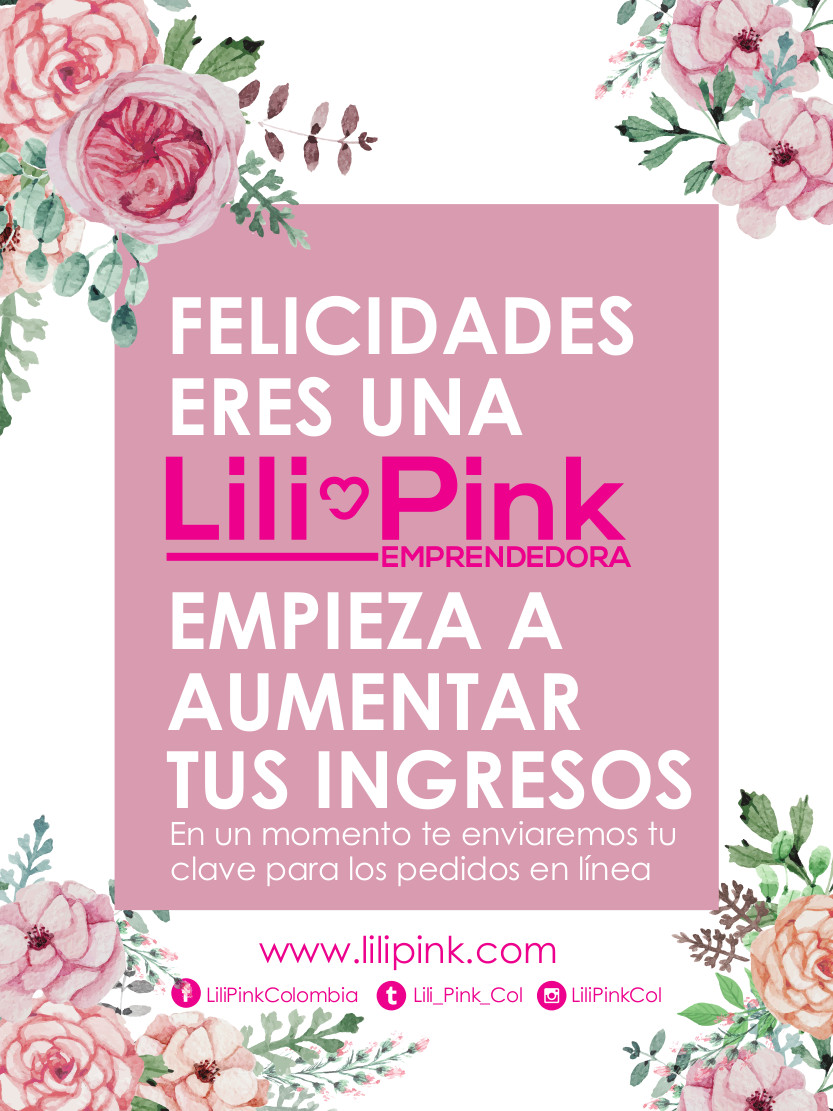 FELICIDADES
ERES UNA
Lili Pink
EMPRENDEDORA
EMPIEZA A
AUMENTAR
TUS INGRESOS
En un momento te enviaremos tu
clave para los pedidos en línea
www.lilipink.com
f LiliPinkColombia t Lili_Pink_Col LiliPinkCol